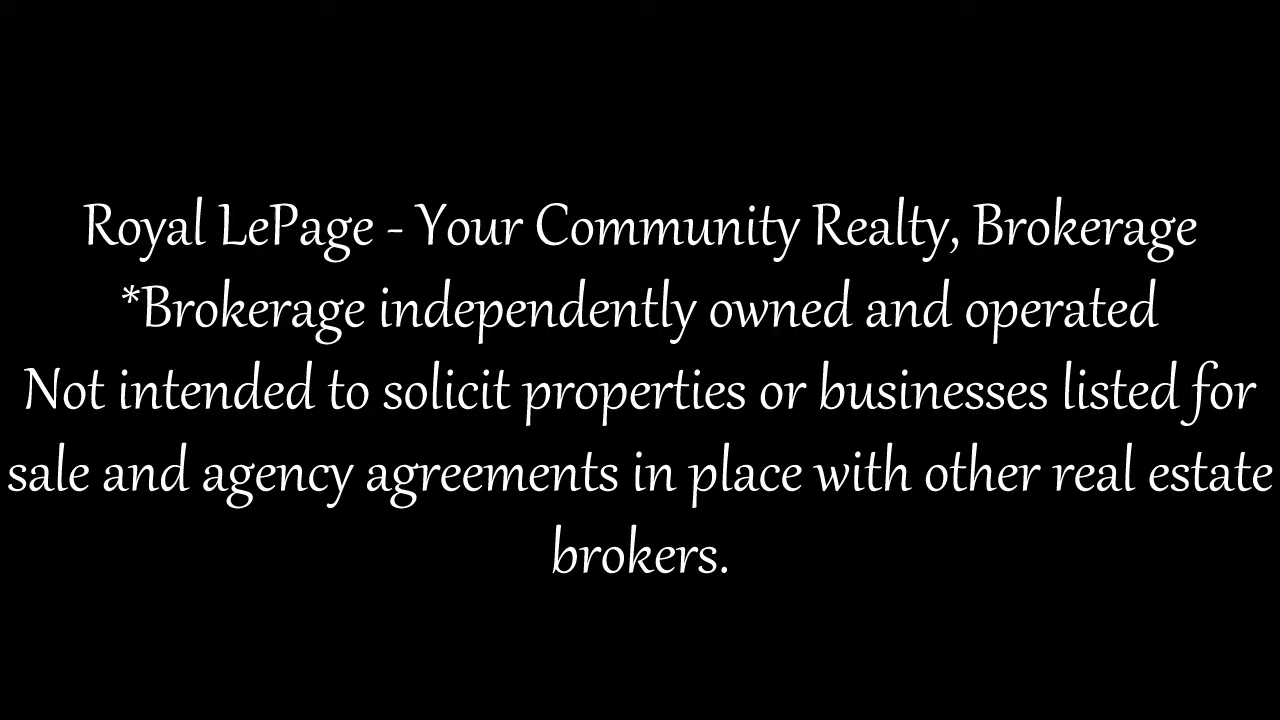 Royal LePage - Your Community Realty, Brokerage
*Brokerage independently owned and operated
Not intended to solicit properties or businesses listed for
sale and agency agreements in place with other real estate
brokers.